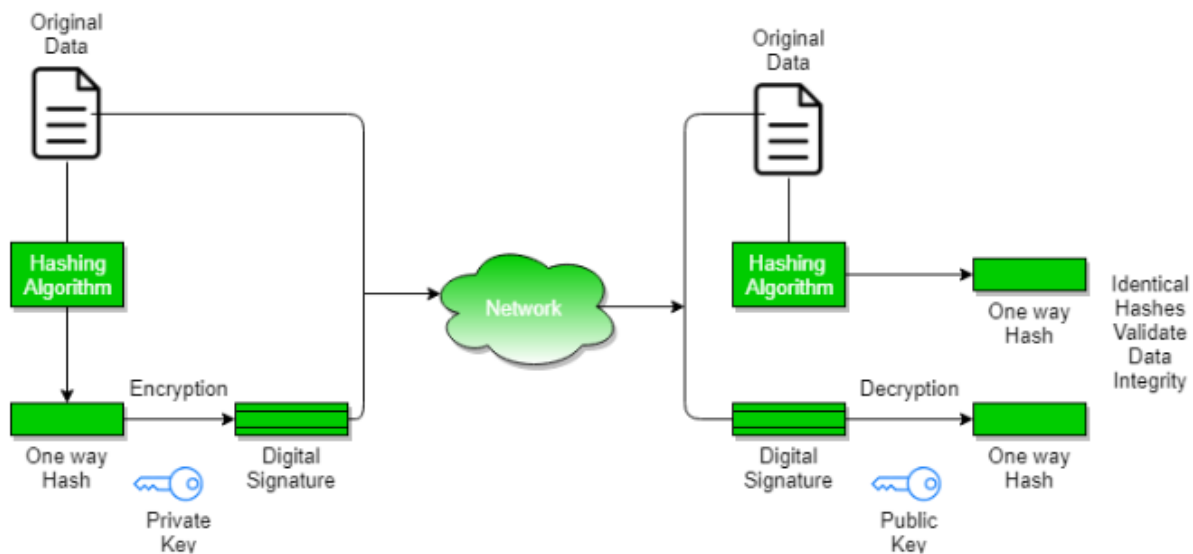 Original
Data
Hashing
Algorithm
One way
Hash
Encryption
Private
Key
Digital
Signature
Network
Original
Data
Hashing
Algorithm
One way
Hash
Identical
Hashes
Validate
Data
Integrity
Digital
Signature
Decryption
Public
Key
One way
Hash